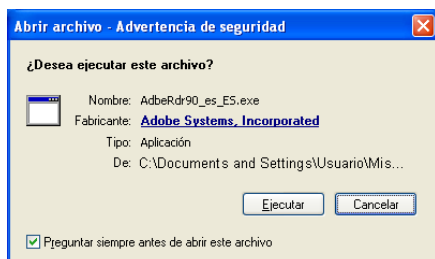 Abrir archivo - Advertencia de seguridad
¿Desea ejecutar este archivo?
Nombre: AdbeRdr90_es_ES.exe
Fabricante: Adobe Systems, Incorporated
Tipo: Aplicación
De: C:\Documents and Settings\Usuario\Mis...
Ejecutar Cancelar
Preguntar siempre antes de abrir este archivo